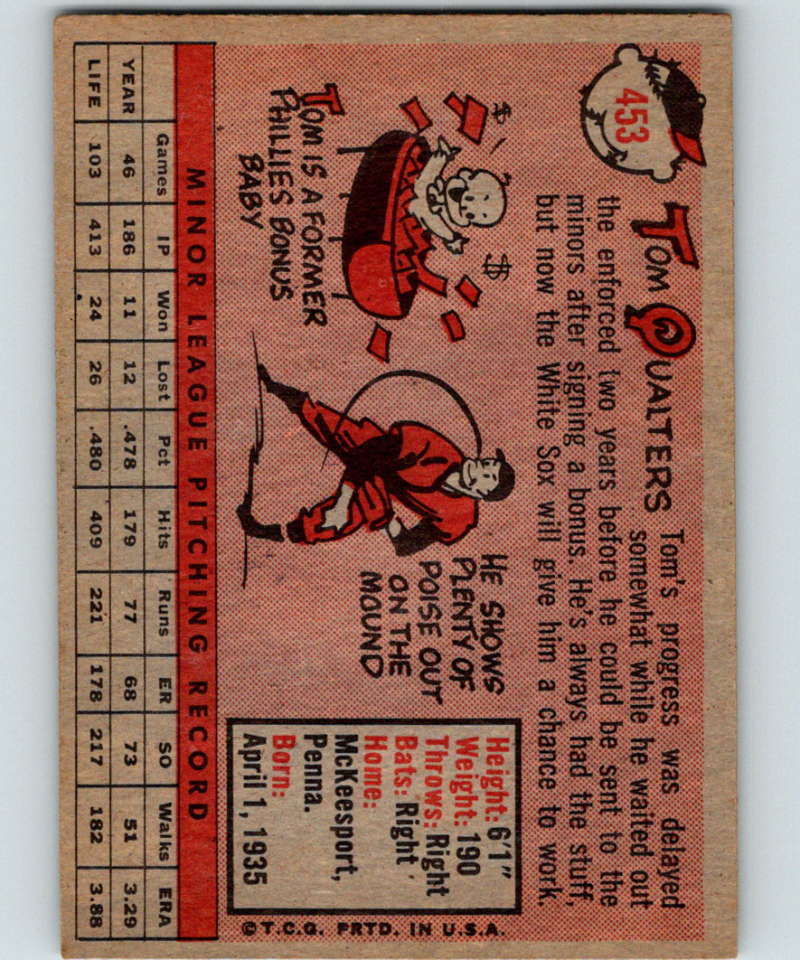 453
TOM QUALTERS Tom's progress was delayed
somewhat while he waited out
the enforced two years before he could be sent to the
minors after signing a bonus. He's always had the stuff,
but now the White Sox will give him a chance to work.
$
$
TOM IS A FORMER
PHILLIES BONUS
BABY
HE SHOWS
PLENTY OF
POISE OUT
ON THE
MOUND
Height: 6'1"
Weight: 190
Throws: Right
Bats: Right
Home:
McKeesport,
Penna.
Born:
April 1, 1935
©T.C.G. PRTD. IN U.S.A.
MINOR LEAGUE PITCHING RECORD
Games IP Won Lost Pct Hits Runs ER SO Walks ERA
YEAR 46 186 11 12 .478 179 77 68 73 51 3.29
LIFE 103 413 24 26 .480 409 221 178 217 182 3.88